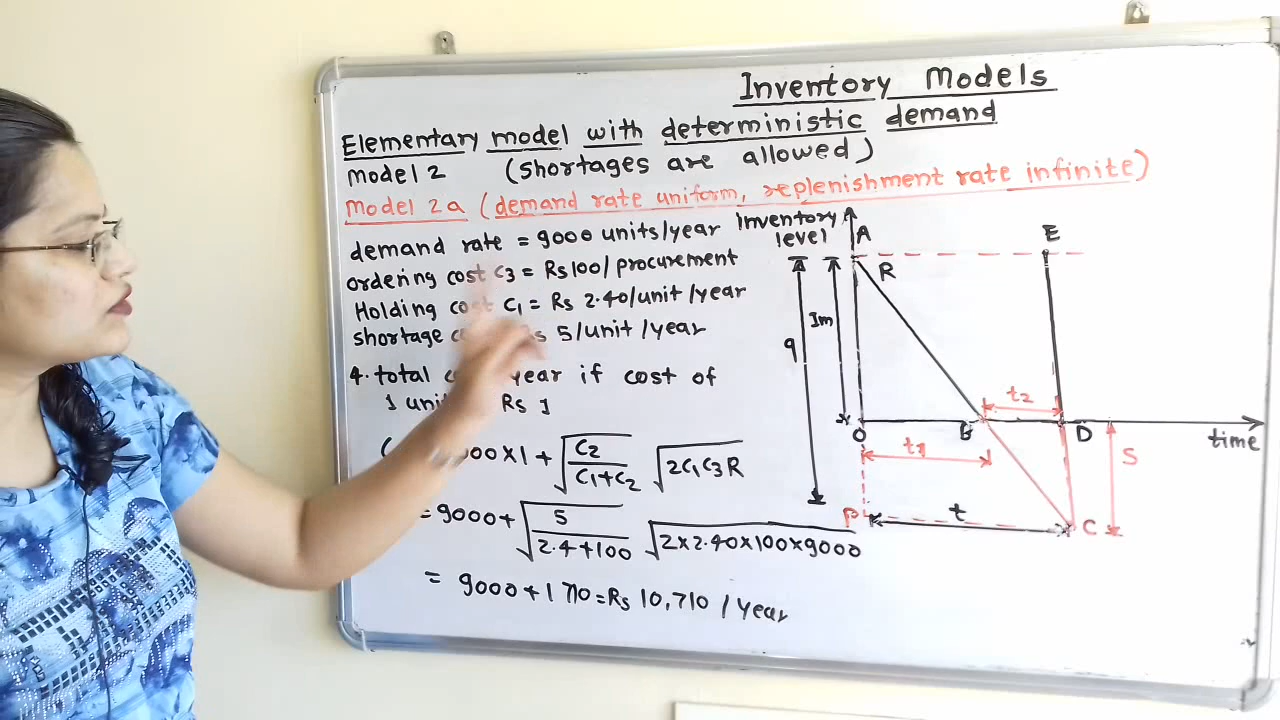 Inventory Models
Elementary model with deterministic demand
model 2 (shortages are allowed)
Model 2a (demand rate uniform, replenishment rate infinite)
demand rate = 9000 units/year
ordering cost C3 = Rs 100/procurement
Holding cost C1 = Rs 2.40/unit/year
shortage 5/unit/year
4. total year if cost of
1 unit Rs 1
00×1 + √C2/C1+C2 √2C1C3R
= 9000 + √5/2.4+100 √2×2.40×100×9000
= 9000 + 1710 = Rs 10,710 / year
Inventory level
A
E
R
Im
q
t2
O
B
D
time
t1
S
P
t
C